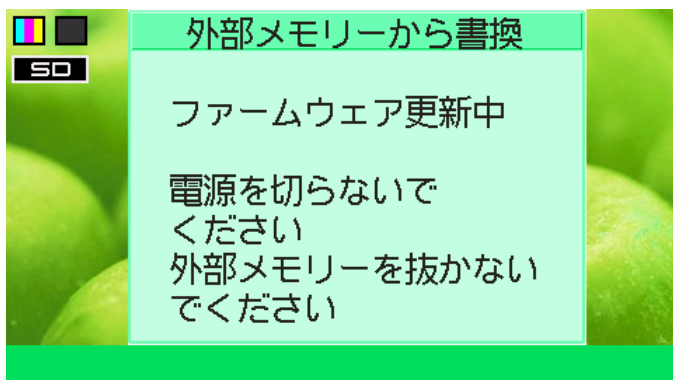 外部メモリーから書換
SD
ファームウェア更新中
電源を切らないで
ください
外部メモリーを抜かない
でください